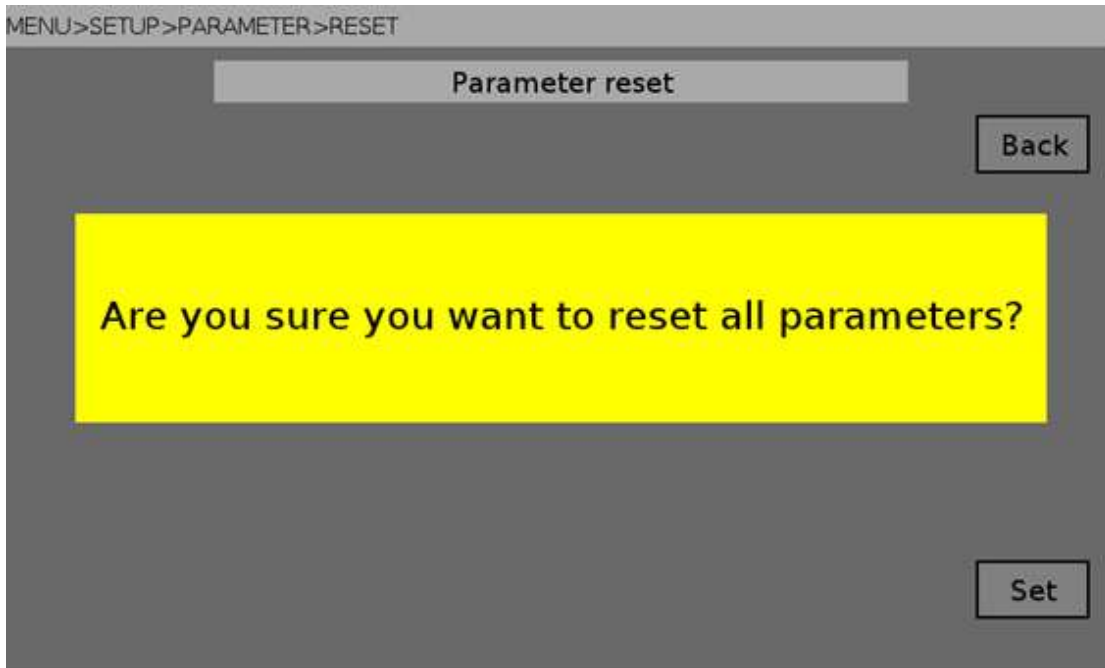 MENU>SETUP>PARAMETER>RESET
Parameter reset
Back
Are you sure you want to reset all parameters?
Set